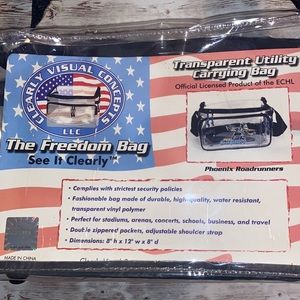 CLEARLY VISUAL CONCEPTS
LLC
The Freedom Bag
See It Clearly™
Transparent Utility
Carrying Bag
Official Licensed Product of the ECHL
Phoenix Roadrunners
• Complies with strictest security policies
• Fashionable bag made of durable, high-quality, water resistant,
transparent vinyl polymer
• Perfect for stadiums, arenas, concerts, schools, business, and travel
• Double zippered pockets, adjustable shoulder strap
• Dimensions: 8" h x 12" w x 8" d
MADE IN CHINA